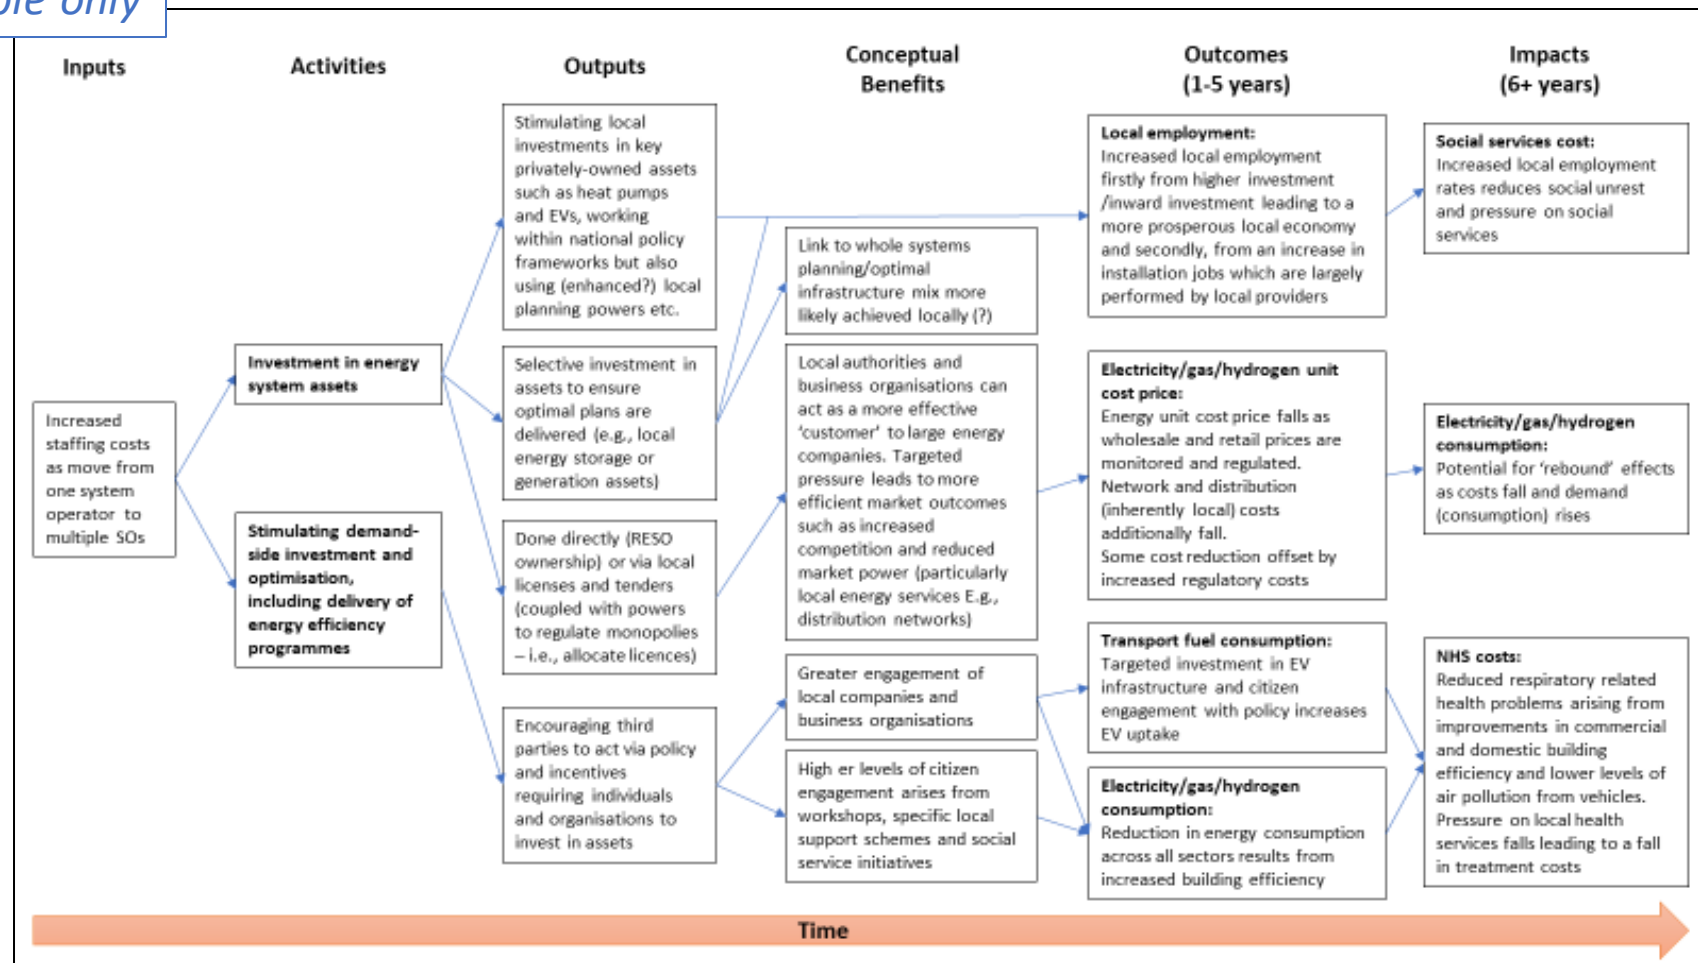 only
Inputs
Activities
Outputs
Conceptual
Benefits
Outcomes
(1-5 years)
Impacts
(6+ years)
Increased
staffing costs
as move from
one system
operator to
multiple SOs
Investment in energy
system assets
Stimulating demand-
side investment and
optimisation,
including delivery of
energy efficiency
programmes
Stimulating local
investments in key
privately-owned assets
such as heat pumps
and EVs, working
within national policy
frameworks but also
using (enhanced?) local
planning powers etc.
Selective investment in
assets to ensure
optimal plans are
delivered (e.g., local
energy storage or
generation assets)
Done directly (RESO
ownership) or via local
licenses and tenders
(coupled with powers
to regulate monopolies
– i.e., allocate licences)
Encouraging third
parties to act via policy
and incentives
requiring individuals
and organisations to
invest in assets
Link to whole systems
planning/optimal
infrastructure mix more
likely achieved locally (?)
Local authorities and
business organisations can
act as a more effective
‘customer’ to large energy
companies. Targeted
pressure leads to more
efficient market outcomes
such as increased
competition and reduced
market power (particularly
local energy services E.g.,
distribution networks)
Greater engagement of
local companies and
business organisations
High er levels of citizen
engagement arises from
workshops, specific local
support schemes and social
service initiatives
Local employment:
Increased local employment
firstly from higher investment
/inward investment leading to a
more prosperous local economy
and secondly, from an increase in
installation jobs which are largely
performed by local providers
Electricity/gas/hydrogen unit
cost price:
Energy unit cost price falls as
wholesale and retail prices are
monitored and regulated.
Network and distribution
(inherently local) costs
additionally fall.
Some cost reduction offset by
increased regulatory costs
Transport fuel consumption:
Targeted investment in EV
infrastructure and citizen
engagement with policy increases
EV uptake
Electricity/gas/hydrogen
consumption:
Reduction in energy consumption
across all sectors results from
increased building efficiency
Social services cost:
Increased local employment
rates reduces social unrest
and pressure on social
services
Electricity/gas/hydrogen
consumption:
Potential for ‘rebound’ effects
as costs fall and demand
(consumption) rises
NHS costs:
Reduced respiratory related
health problems arising from
improvements in commercial
and domestic building
efficiency and lower levels of
air pollution from vehicles.
Pressure on local health
services falls leading to a fall
in treatment costs
Time